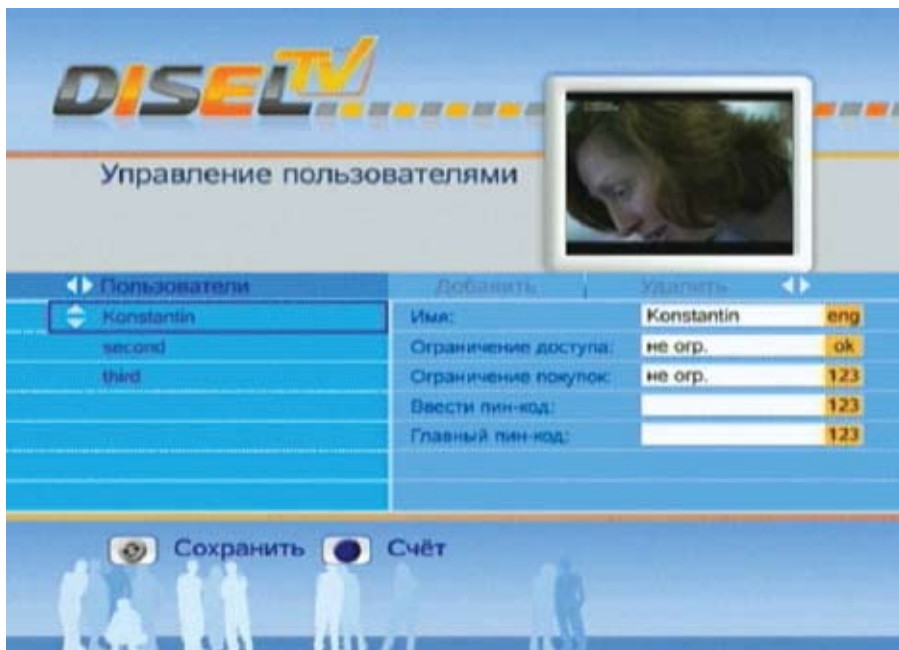 DISEL TV
Управление пользователями
Пользователи Добавить Удалить
Konstantin
second
third
Имя: Konstantin eng
Ограничение доступа: не огр. ok
Ограничение покупок: не огр. 123
Ввести пин-код: 123
Главный пин-код: 123
Сохранить Счёт